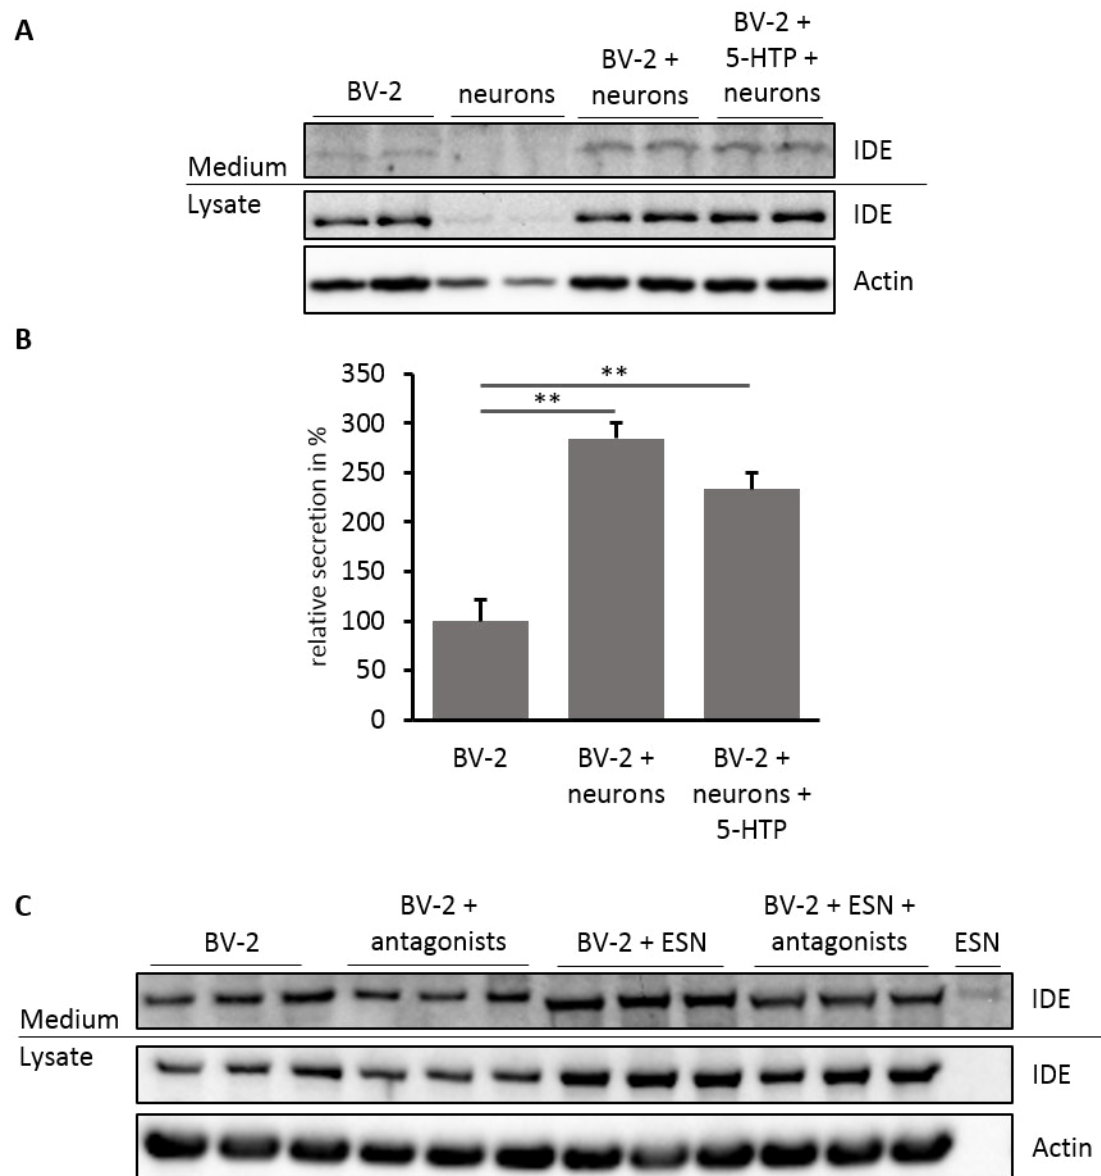 A
BV-2
neurons
BV-2 +
neurons
BV-2 +
5-HTP +
neurons
Medium
IDE
Lysate
IDE
Actin
B
relative secretion in %
350
300
250
200
150
100
50
0
**
**
BV-2
BV-2 +
neurons
BV-2 +
neurons +
5-HTP
C
BV-2
BV-2 +
antagonists
BV-2 + ESN
BV-2 + ESN +
antagonists
ESN
Medium
IDE
Lysate
IDE
Actin